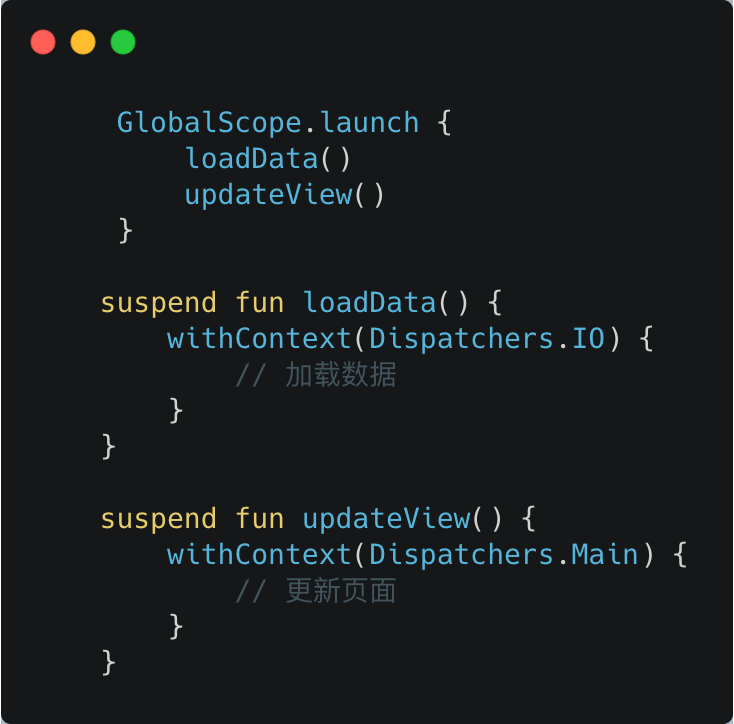 GlobalScope.launch {
loadData()
updateView()
}
suspend fun loadData() {
withContext(Dispatchers.IO) {
// 加载数据
}
}
suspend fun updateView() {
withContext(Dispatchers.Main) {
// 更新页面
}
}